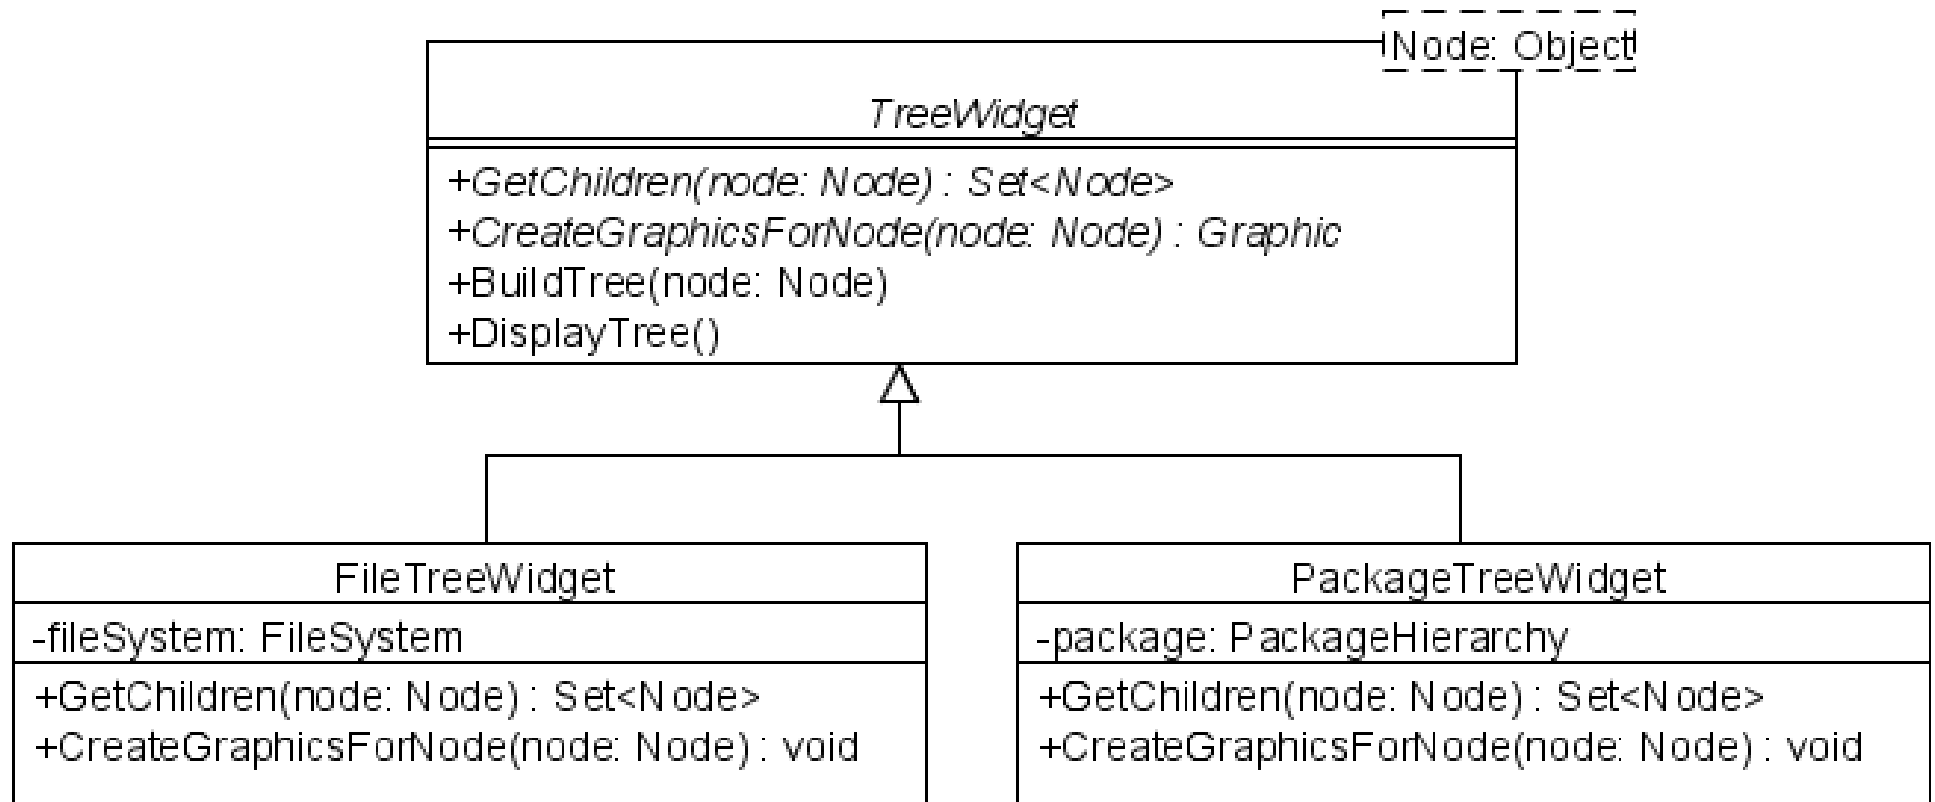 Node: Object
TreeWidget
+GetChildren(node: Node) : Set<Node>
+CreateGraphicsForNode(node: Node) : Graphic
+BuildTree(node: Node)
+DisplayTree()
FileTreeWidget
-fileSystem: FileSystem
+GetChildren(node: Node) : Set<Node>
+CreateGraphicsForNode(node: Node) : void
PackageTreeWidget
-package: PackageHierarchy
+GetChildren(node: Node) : Set<Node>
+CreateGraphicsForNode(node: Node) : void